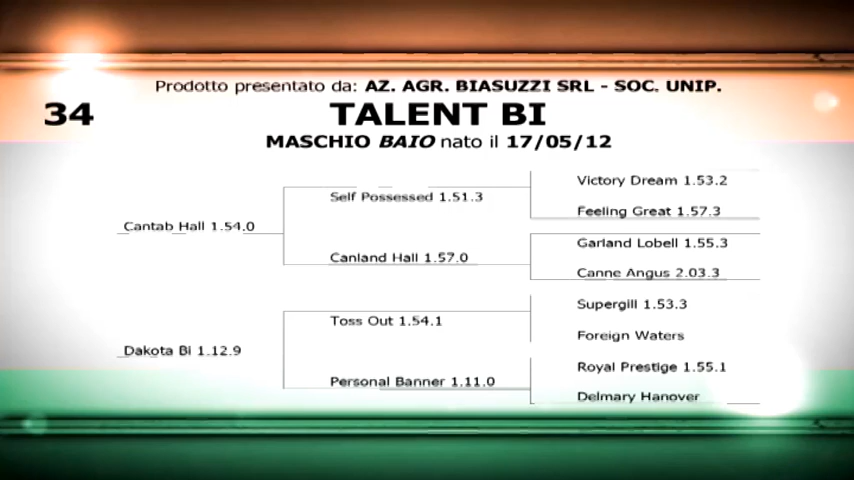 Prodotto presentato da: AZ. AGR. BIASUZZI SRL - SOC. UNIP.
34
TALENT BI
MASCHIO BAIO nato il 17/05/12
Victory Dream 1.53.2
Self Possessed 1.51.3
Feeling Great 1.57.3
Cantab Hall 1.54.0
Garland Lobell 1.55.3
Canland Hall 1.57.0
Canne Angus 2.03.3
Supergill 1.53.3
Toss Out 1.54.1
Foreign Waters
Dakota Bi 1.12.9
Royal Prestige 1.55.1
Personal Banner 1.11.0
Delmary Hanover